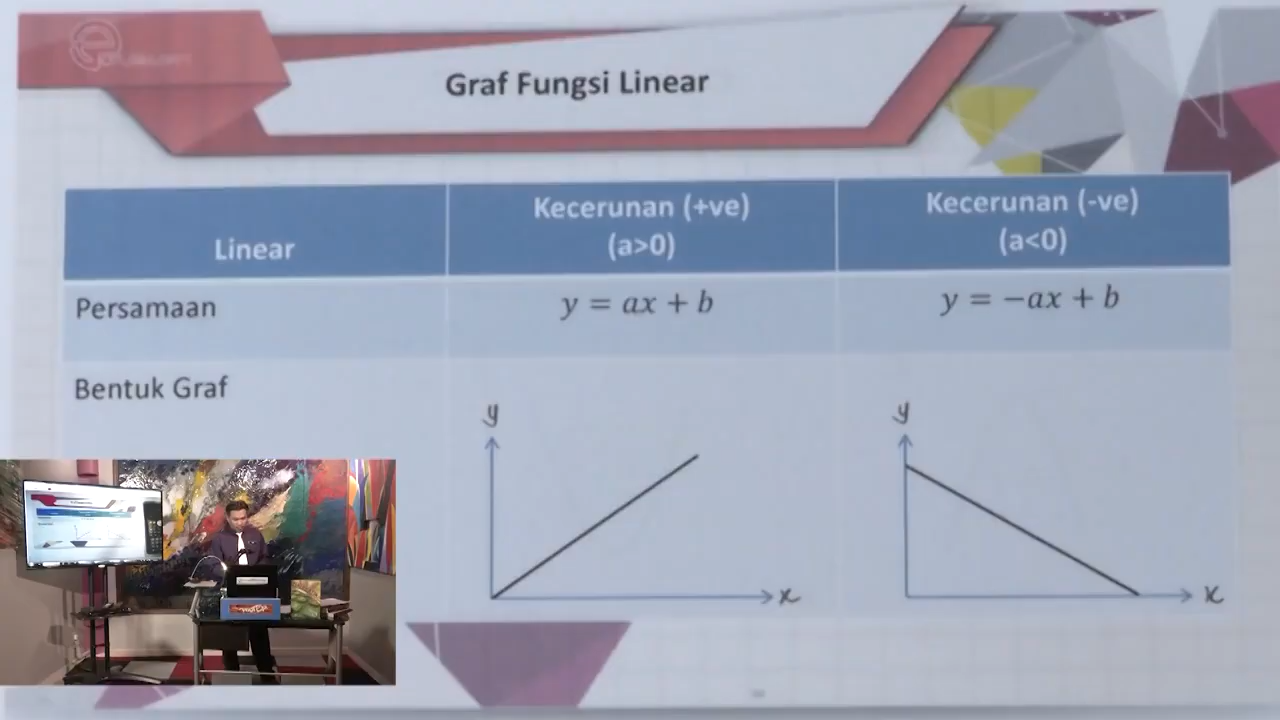 Graf Fungsi Linear
Linear
Kecerunan (+ve)
(a>0)
Kecerunan (-ve)
(a<0)
Persamaan
y = ax + b
y = −ax + b
Bentuk Graf
y
x
y
x